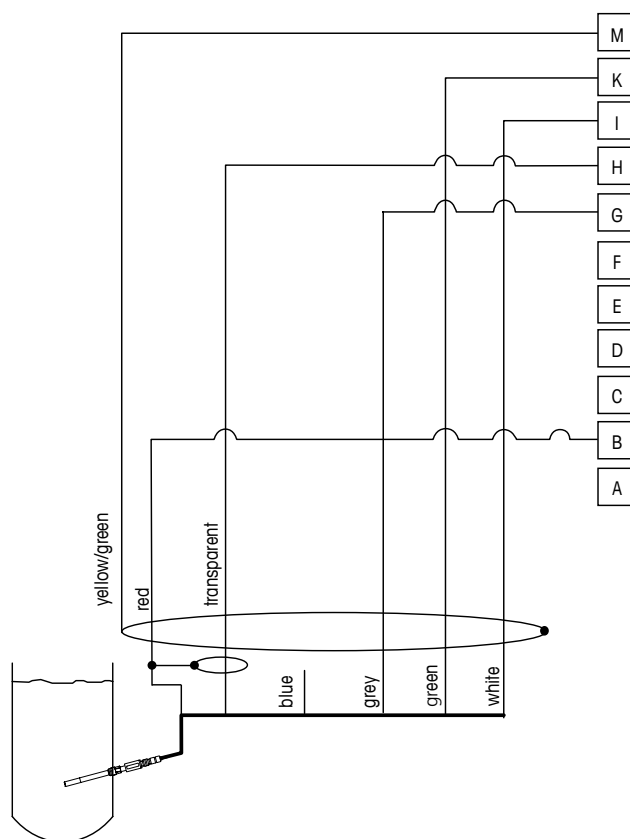 M
K
I
H
G
F
E
D
C
B
A
yellow/green
red
transparent
blue
grey
green
white